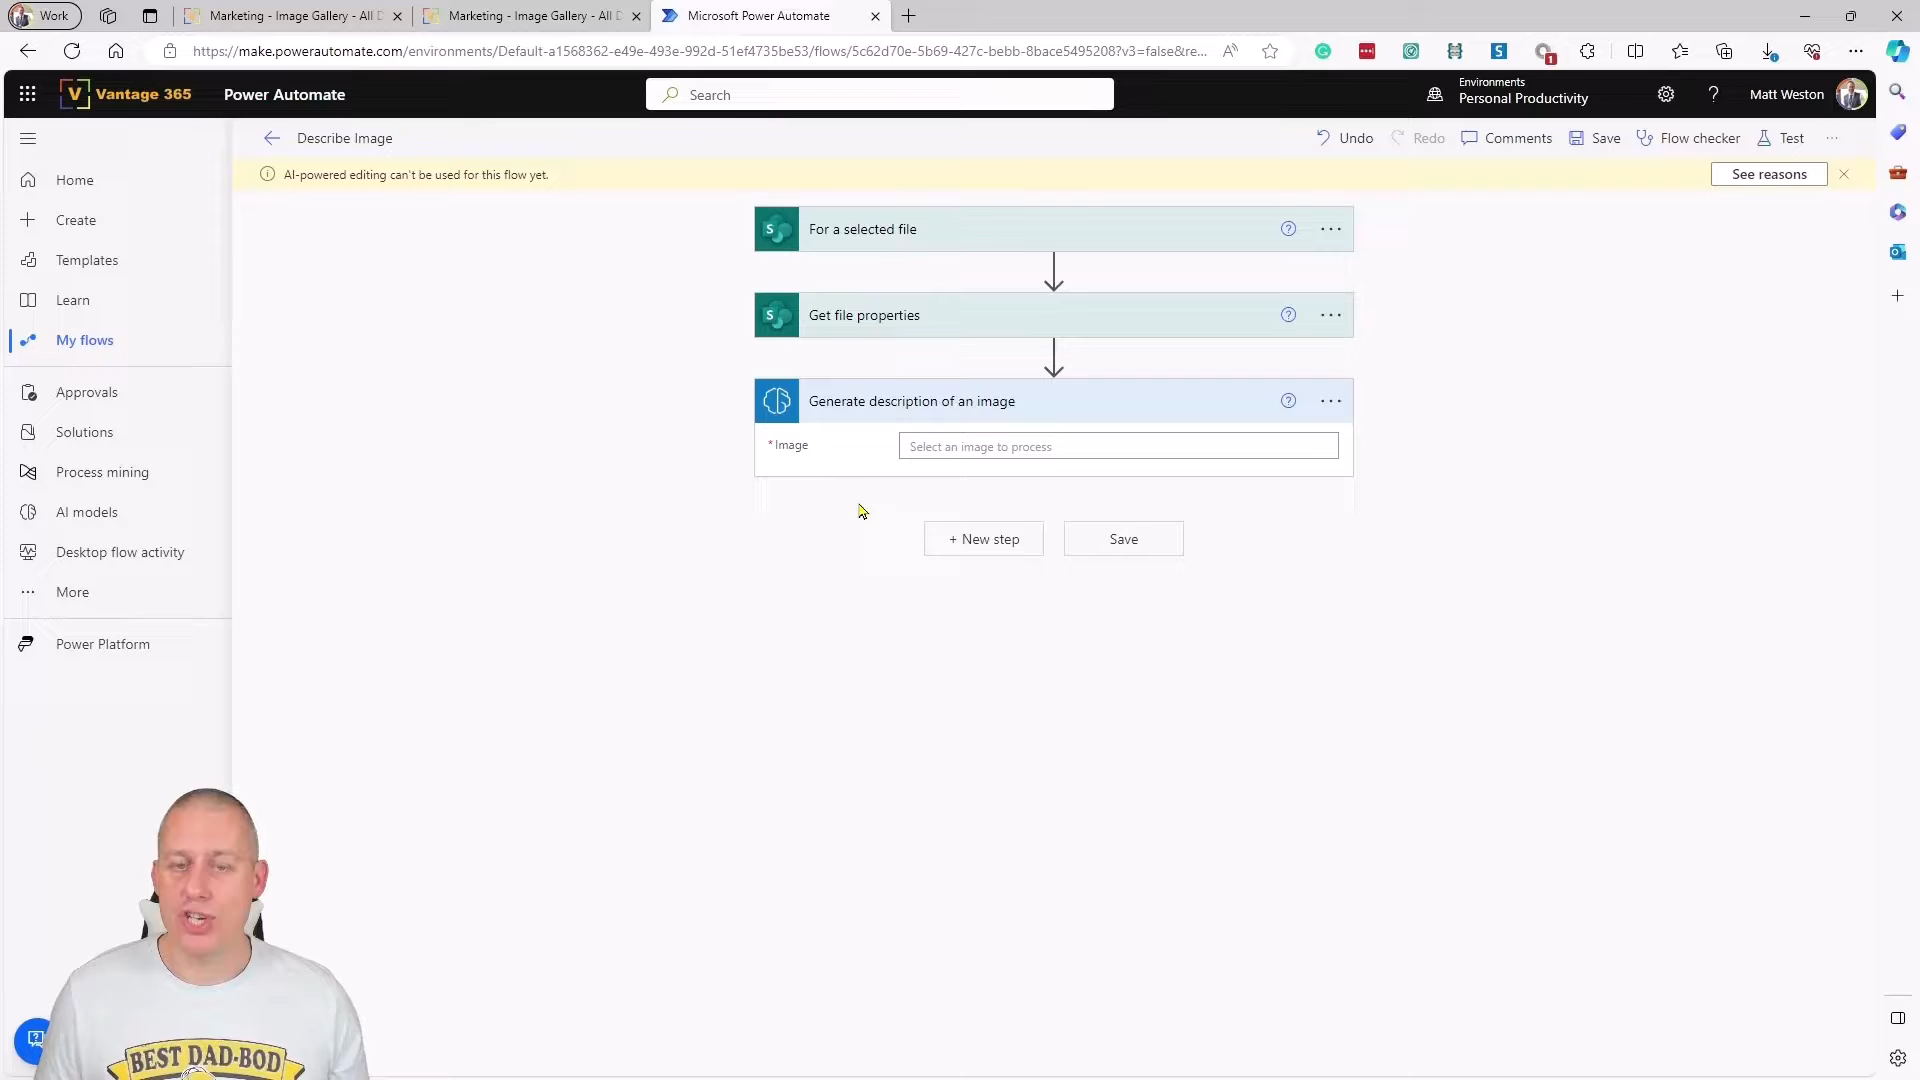 Work
Marketing - Image Gallery - All D
Marketing - Image Gallery - All D
Microsoft Power Automate
https://make.powerautomate.com/environments/Default-a1568362-e49e-493e-992d-51ef4735be53/flows/5c62d70e-5b69-427c-bebb-8bace5495208?v3=false&re...
1
V Vantage 365
Power Automate
Search
Environments
Personal Productivity
?
Matt Weston
Describe Image
Undo
Redo
Comments
Save
Flow checker
Test
AI-powered editing can't be used for this flow yet.
See reasons
Home
Create
Templates
Learn
My flows
Approvals
Solutions
Process mining
AI models
Desktop flow activity
More
Power Platform
For a selected file
Get file properties
Generate description of an image
* Image
Select an image to process
+ New step
Save
BEST DAD-BOD